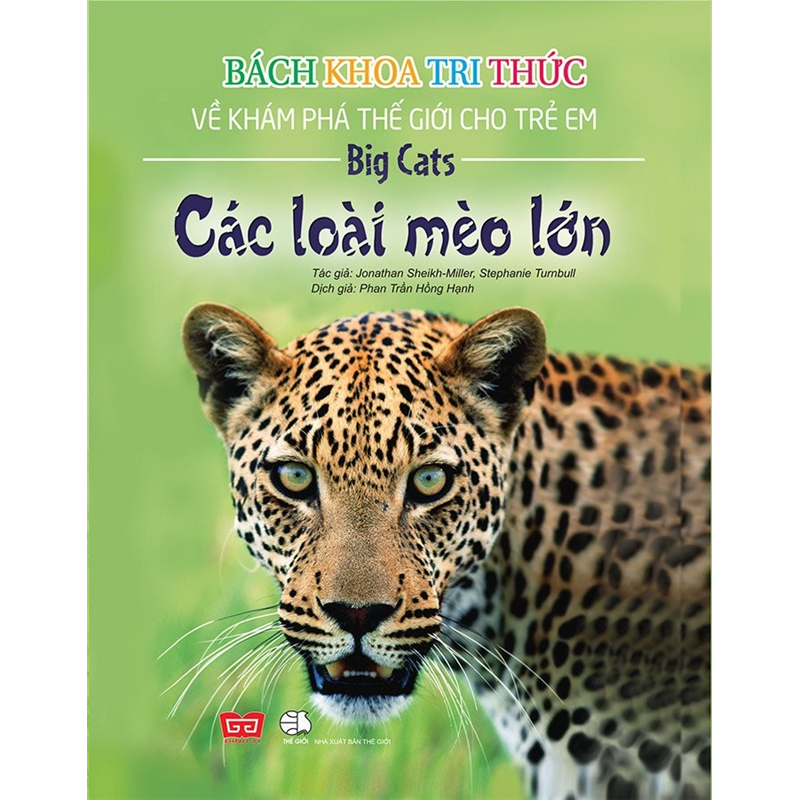 BÁCH KHOA TRI THỨC
VỀ KHÁM PHÁ THẾ GIỚI CHO TRẺ EM
Big Cats
Các loài mèo lớn
Tác giả: Jonathan Sheikh-Miller, Stephanie Turnbull
Dịch giả: Phan Trần Hồng Hạnh
ĐINH TỊ
THẾ GIỚI NHÀ XUẤT BẢN THẾ GIỚI